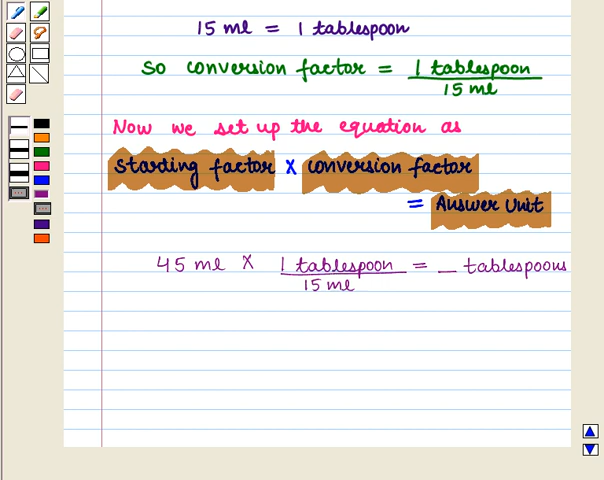 15 ml = 1 tablespoon
So conversion factor = 1 tablespoon / 15 ml
Now we set up the equation as
Starting factor × conversion factor
= Answer Unit
45 ml × 1 tablespoon / 15 ml = _ tablespoons